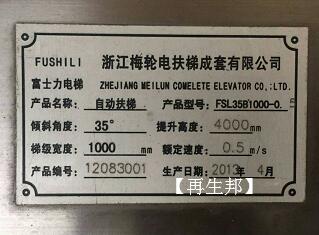 FUSHILI 浙江梅轮电扶梯成套有限公司
富士力电梯 ZHEJIANG MEILUN COMELETE ELEVATOR CO.;LTD.
产品名称: 自动扶梯 产品型号: FSL35B1000-0. 5
倾斜角度: 35° 提升高度: 4000mm
梯级宽度: 1000 mm 额定速度: 0.5 m/s
产品编号: 12083001 生产日期 2013年 4月
【再生邦】